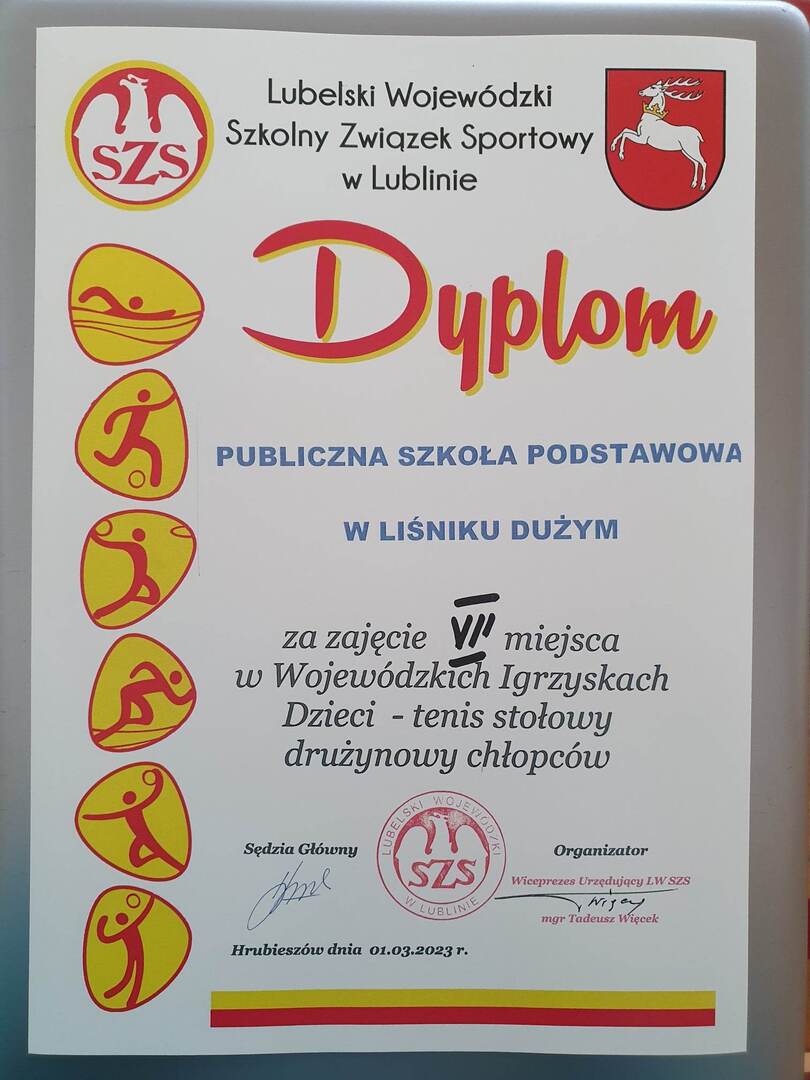 SZS
Lubelski Wojewódzki
Szkolny Związek Sportowy
w Lublinie
Dyplom
PUBLICZNA SZKOŁA PODSTAWOWA
W LIŚNIKU DUŻYM
za zajęcie VII miejsca
w Wojewódzkich Igrzyskach
Dzieci - tenis stołowy
drużynowy chłopców
LUBELSKI WOJEWÓDZKI
SZS
W LUBLINIE
Sędzia Główny
Organizator
Wiceprezes Urzędujący LW SZS
mgr Tadeusz Więcek
Hrubieszów dnia 01.03.2023 r.